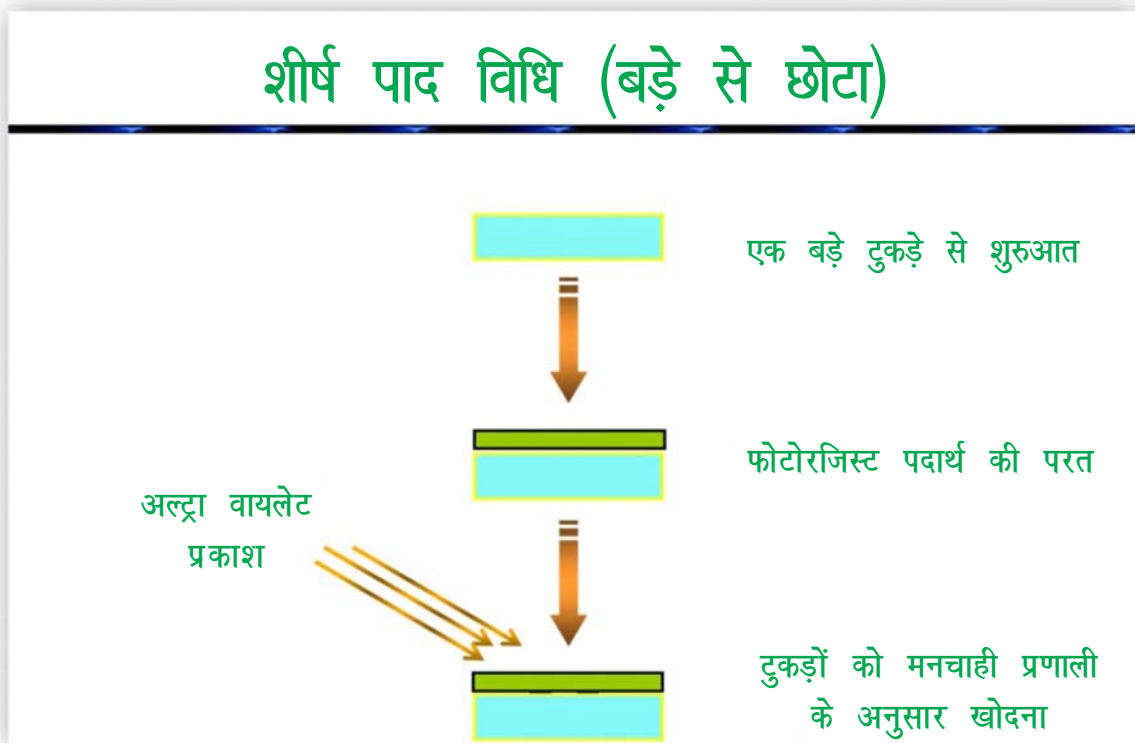 शीर्ष पाद विधि (बड़े से छोटा)
एक बड़े टुकड़े से शुरुआत
फोटोरजिस्ट पदार्थ की परत
अल्ट्रा वायलेट
प्रकाश
टुकड़ों को मनचाही प्रणाली
के अनुसार खोदना